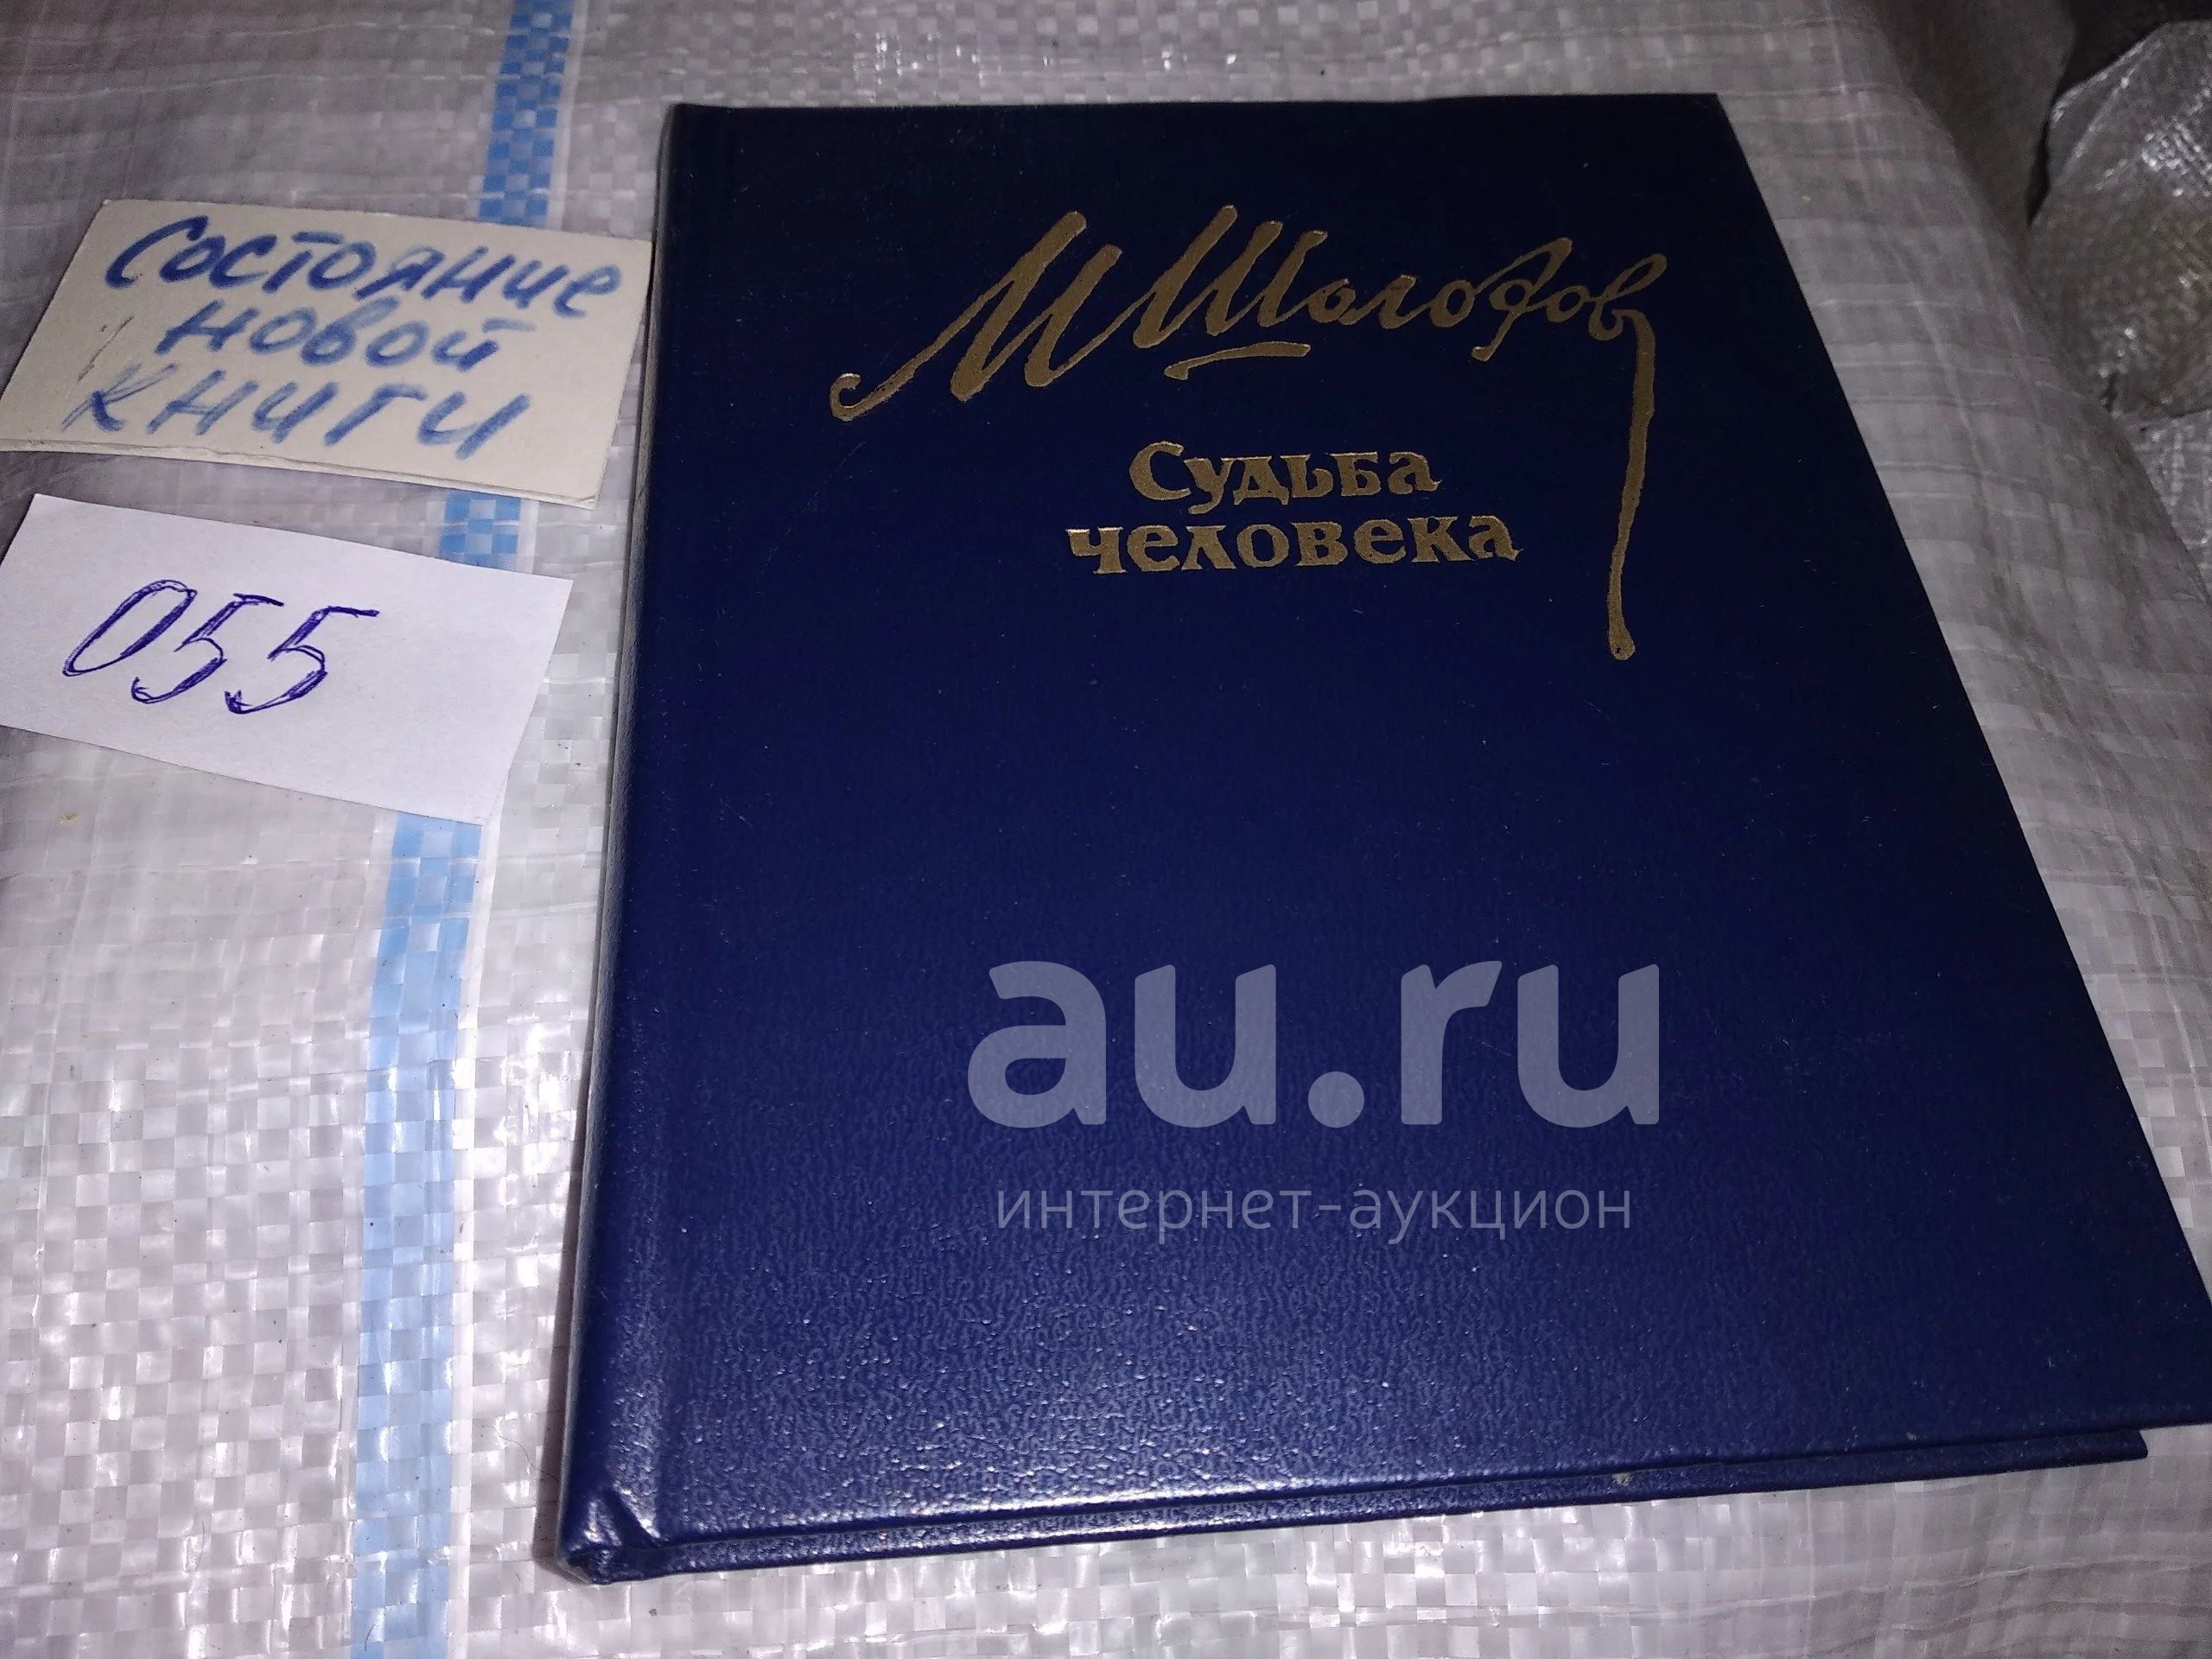 Состояние
новой
книги
055
М Шолохов
Судьба
человека
au.ru
интернет-аукцион